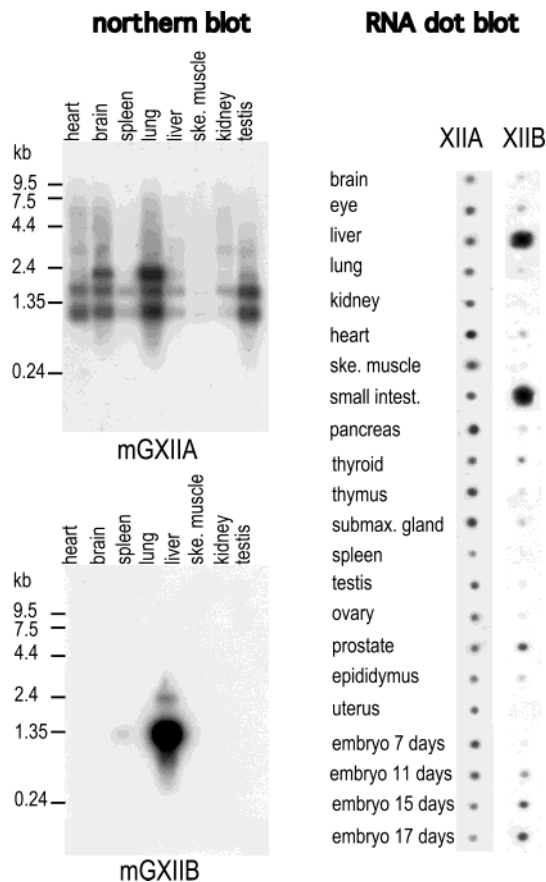 northern blot
heart
brain
spleen
lung
liver
ske. muscle
kidney
testis
kb
9.5
7.5
4.4
2.4
1.35
0.24
mGXIIA
heart
brain
spleen
lung
liver
ske. muscle
kidney
testis
kb
9.5
7.5
4.4
2.4
1.35
0.24
mGXIIB
RNA dot blot
XIIA XIIB
brain
eye
liver
lung
kidney
heart
ske. muscle
small intest.
pancreas
thyroid
thymus
submax. gland
spleen
testis
ovary
prostate
epididymus
uterus
embryo 7 days
embryo 11 days
embryo 15 days
embryo 17 days